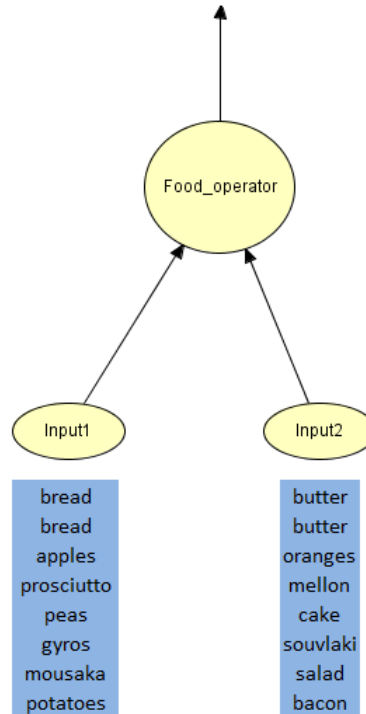 Food_operator
Input1
Input2
bread
bread
apples
prosciutto
peas
gyros
mousaka
potatoes
butter
butter
oranges
mellon
cake
souvlaki
salad
bacon